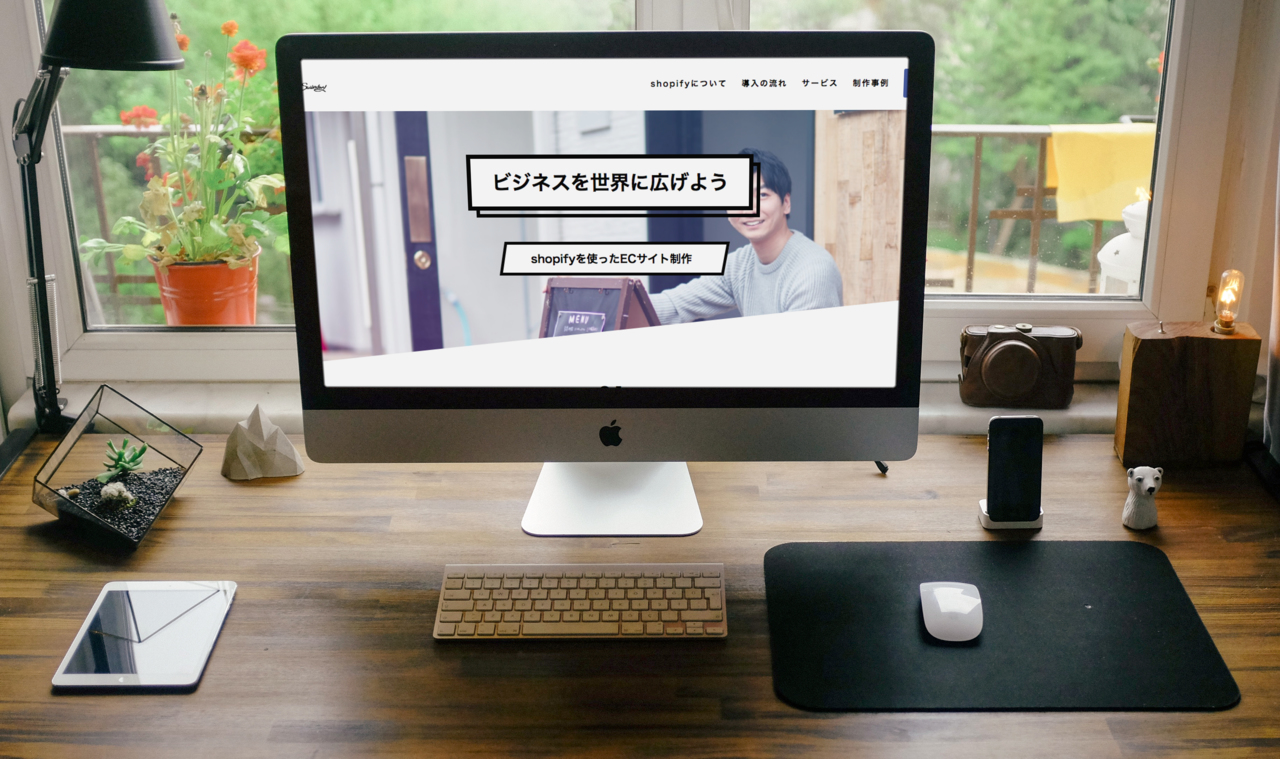 shopifyについて 導入の流れ サービス 制作事例
ビジネスを世界に広げよう
shopifyを使ったECサイト制作
MENU